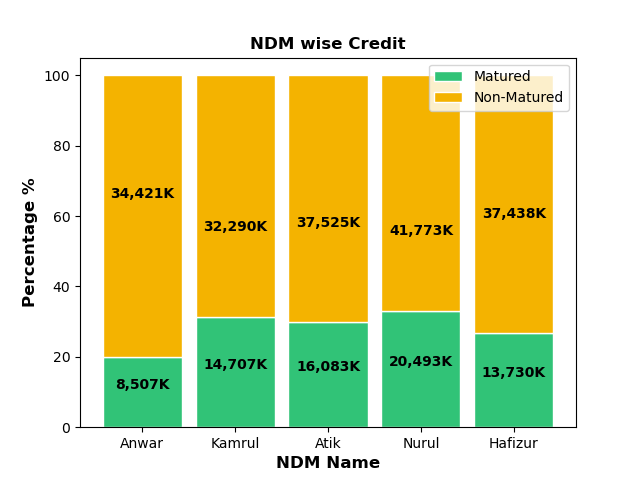 NDM wise Credit
Matured
Non-Matured
100
80
60
40
20
0
Percentage %
34,421K
32,290K
37,525K
41,773K
37,438K
8,507K
14,707K
16,083K
20,493K
13,730K
Anwar
Kamrul
Atik
Nurul
Hafizur
NDM Name